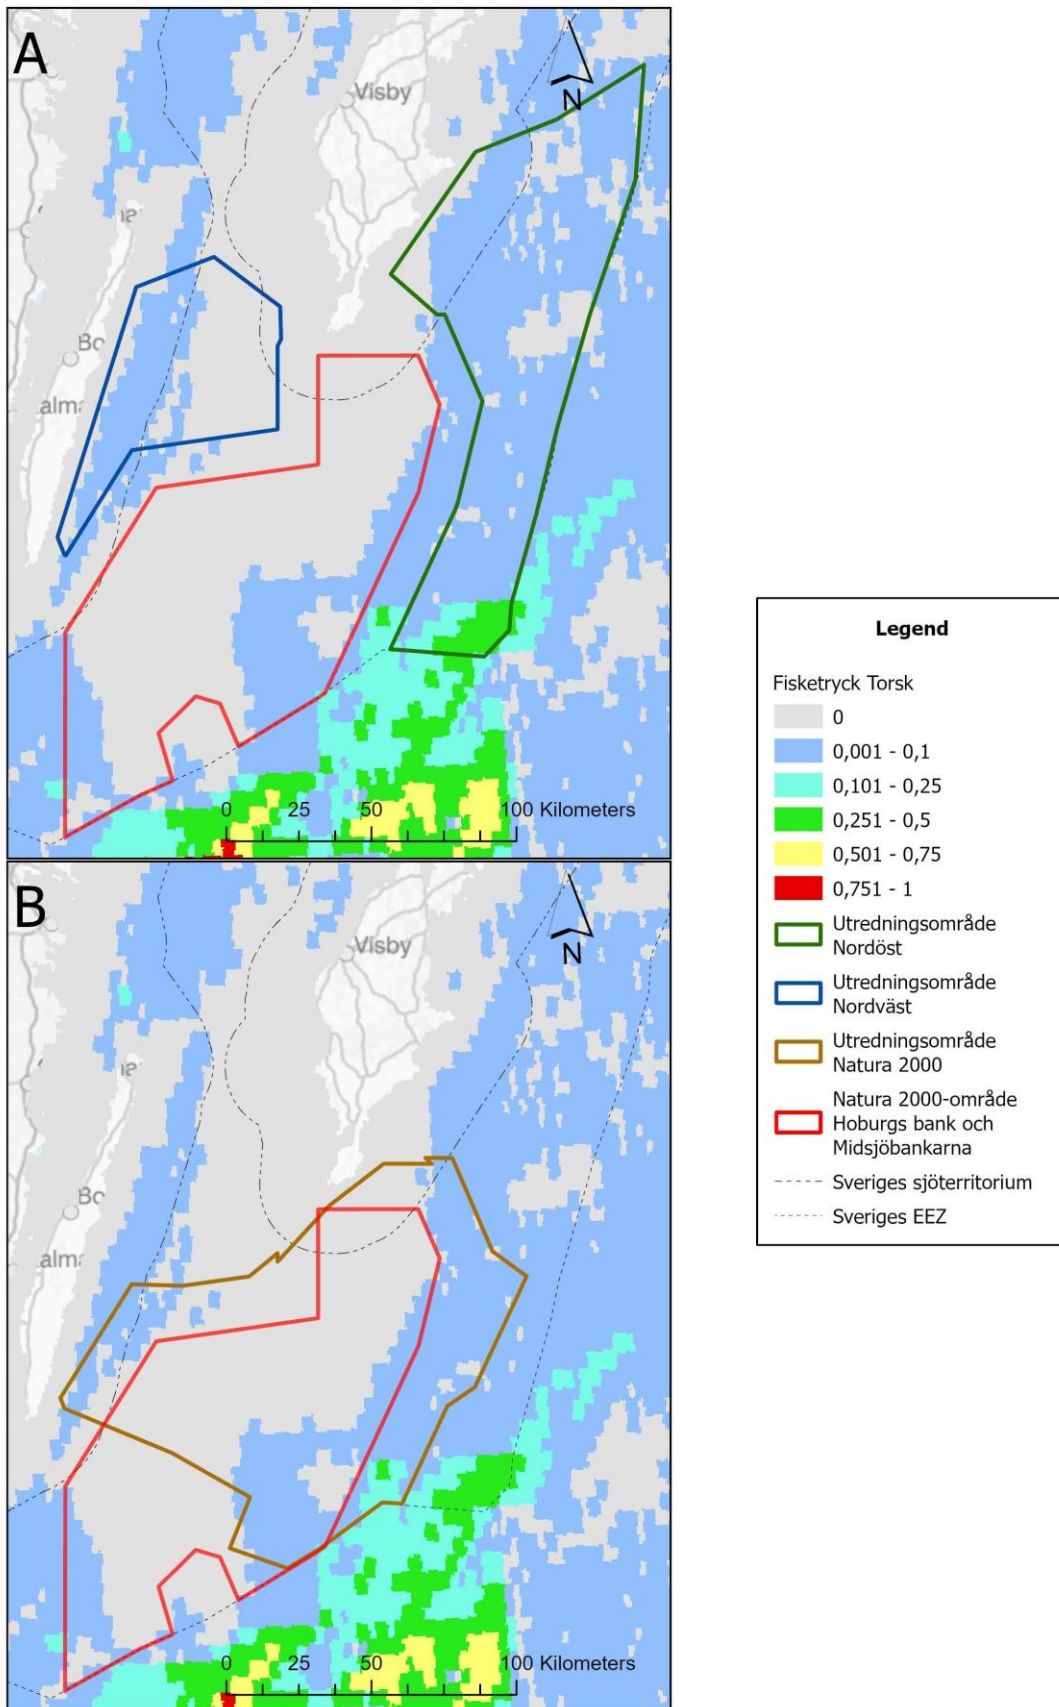 A
Visby
N
Bo
alma
0 25 50 100 Kilometers
B
Visby
N
Bo
alma
0 25 50 100 Kilometers
Legend
Fisketryck Torsk
0
0,001 - 0,1
0,101 - 0,25
0,251 - 0,5
0,501 - 0,75
0,751 - 1
Utredningsområde
Nordöst
Utredningsområde
Nordväst
Utredningsområde
Natura 2000
Natura 2000-område
Hoburgs bank och
Midsjöbankarna
Sveriges sjöterritorium
Sveriges EEZ